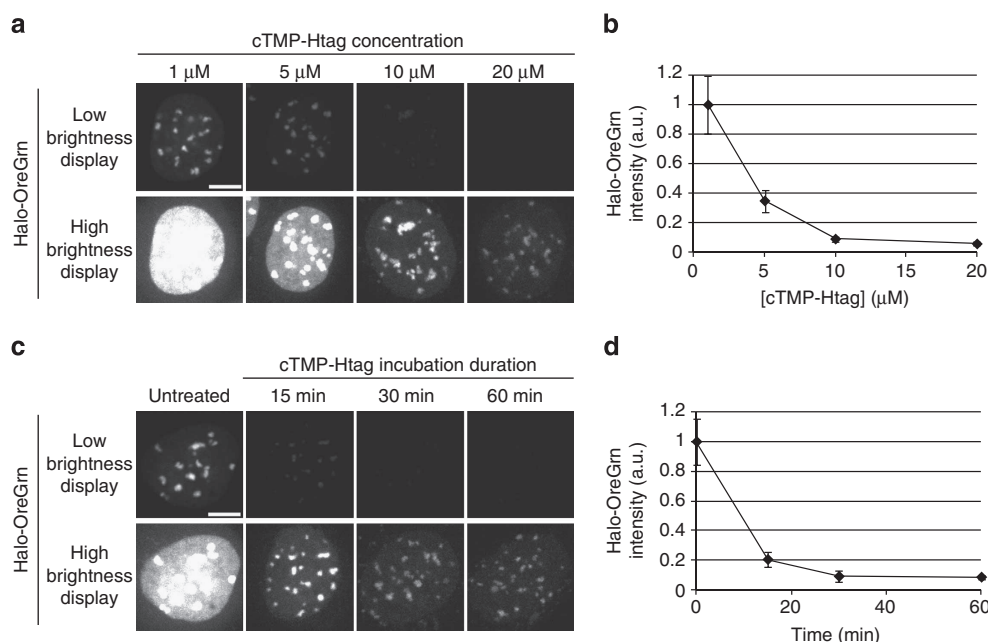 a
cTMP-Htag concentration
1 μM 5 μM 10 μM 20 μM
Halo-OreGrn
Low
brightness
display
High
brightness
display
b
Halo-OreGrn
intensity (a.u.)
1.2
1
0.8
0.6
0.4
0.2
0
0 5 10 15 20
[cTMP-Htag] (μM)
c
cTMP-Htag incubation duration
Untreated 15 min 30 min 60 min
Halo-OreGrn
Low
brightness
display
High
brightness
display
d
Halo-OreGrn
intensity (a.u.)
1.2
1
0.8
0.6
0.4
0.2
0
0 20 40 60
Time (min)